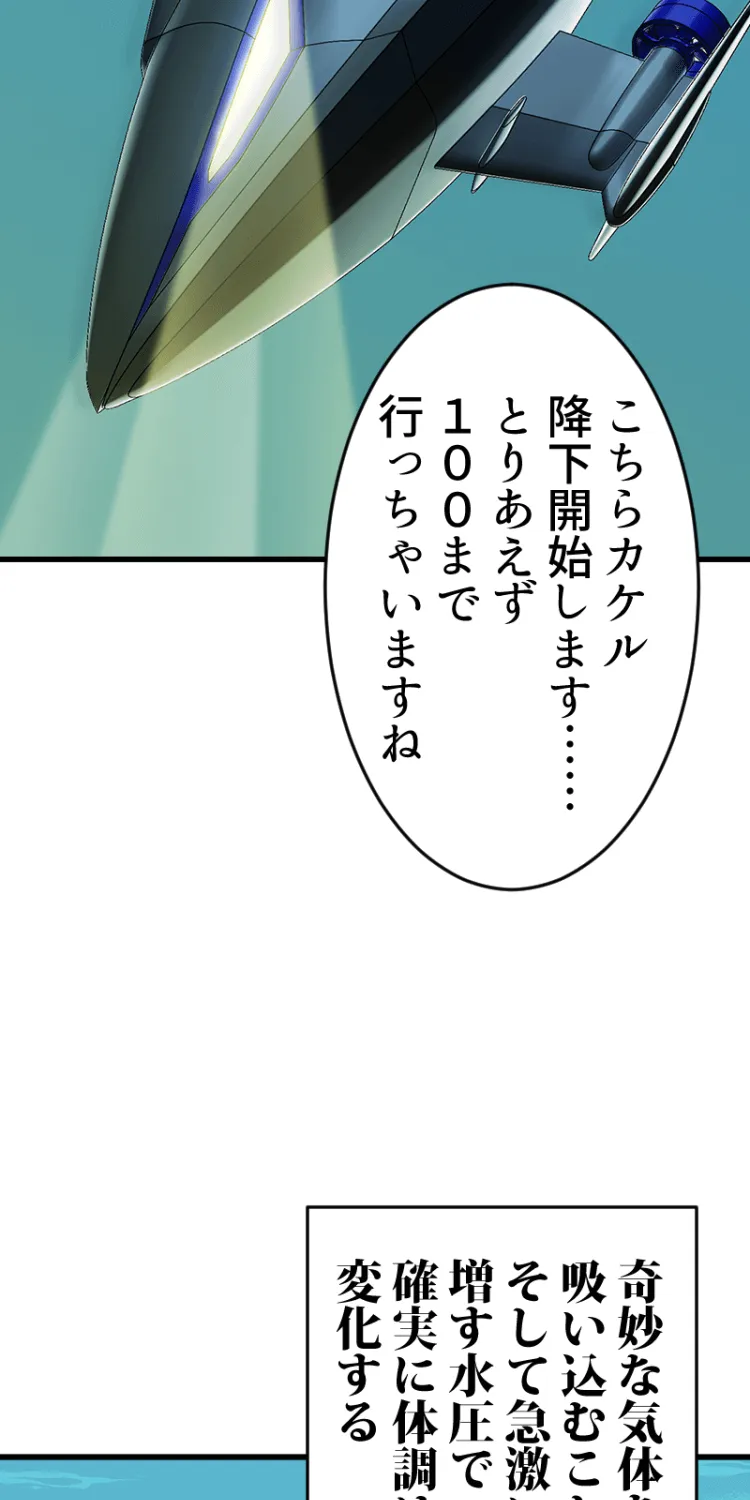 こちらカケル
降下開始します……
とりあえず
１００まで
行っちゃいますね
奇妙な気体
吸い込むこ
そして急激に
増す水圧で
確実に体調は
変化する